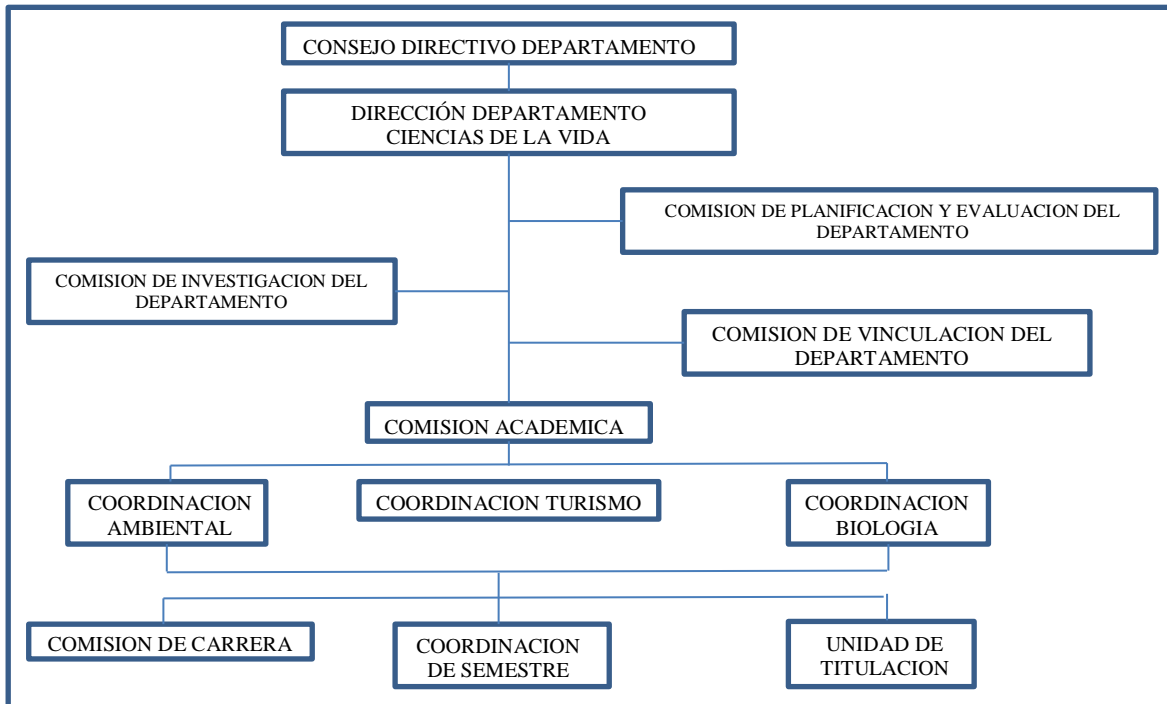 CONSEJO DIRECTIVO DEPARTAMENTO
DIRECCIÓN DEPARTAMENTO
CIENCIAS DE LA VIDA
COMISION DE PLANIFICACION Y EVALUACION DEL
DEPARTAMENTO
COMISION DE INVESTIGACION DEL
DEPARTAMENTO
COMISION DE VINCULACION DEL
DEPARTAMENTO
COMISION ACADEMICA
COORDINACION
AMBIENTAL
COORDINACION TURISMO
COORDINACION
BIOLOGIA
COMISION DE CARRERA
COORDINACION
DE SEMESTRE
UNIDAD DE
TITULACION